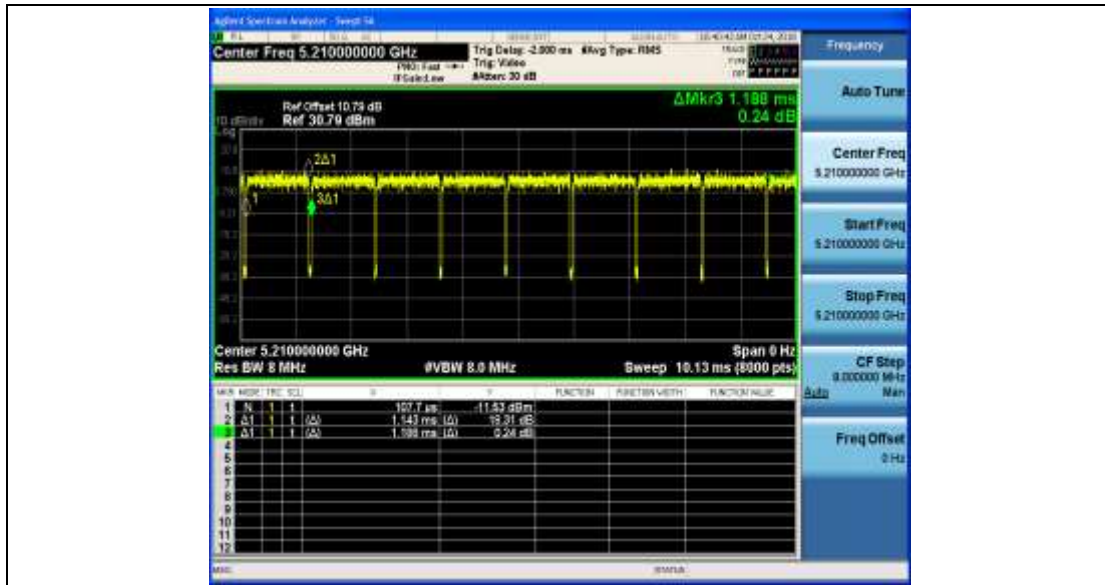 Agilent Spectrum Analyzer - Swept SA
Center Freq 5.210000000 GHz
PNO: Fast
IFGain:Low
Trig Delay: -2.000 ms
Trig: Video
#Atten: 30 dB
#Avg Type: RMS
TRACE
TYPE
DET P P P P P P
Frequency
Auto Tune
ΔMkr3 1.188 ms
0.24 dB
Ref Offset 10.79 dB
10 dB/div
Ref 30.79 dBm
Log
2Δ1
1
3Δ1
Center 5.210000000 GHz
Span 0 Hz
Res BW 8 MHz
#VBW 8.0 MHz
Sweep 10.13 ms (8000 pts)
Center Freq
5.210000000 GHz
Start Freq
5.210000000 GHz
Stop Freq
5.210000000 GHz
CF Step
8.000000 MHz
Auto Man
Freq Offset
0 Hz
MKR MODE TRC SCL X Y FUNCTION FUNCTION WIDTH FUNCTION VALUE
1 N 1 t 107.7 µs -11.53 dBm
2 Δ1 1 t (Δ) 1.143 ms (Δ) 19.31 dB
3 Δ1 1 t (Δ) 1.188 ms (Δ) 0.24 dB
4
5
6
7
8
9
10
11
12
MSG
STATUS